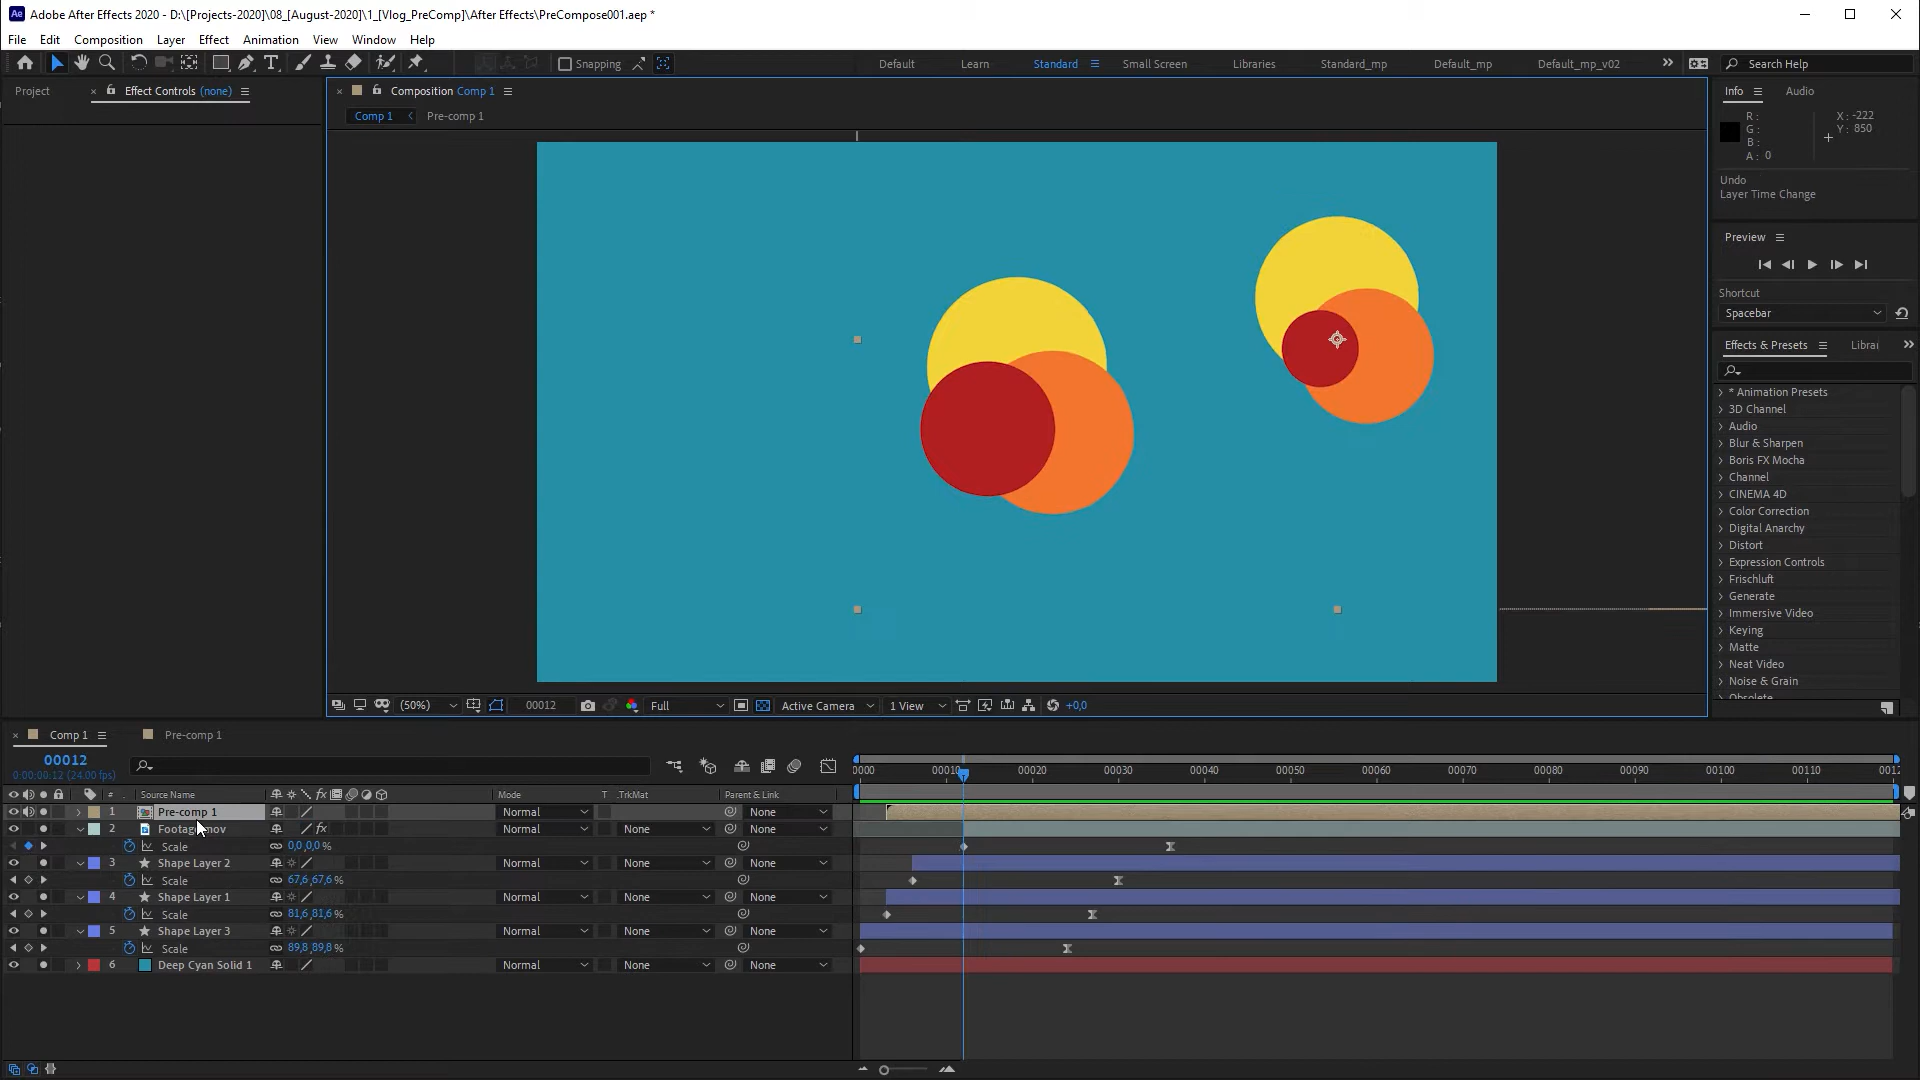 Adobe After Effects 2020 - D:\[Projects-2020]\08_[August-2020]\1_[Vlog_PreComp]\After Effects\PreCompose001.aep *
File Edit Composition Layer Effect Animation View Window Help
Snapping Default Learn Standard Small Screen Libraries Standard_mp Default_mp Default_mp_v02 Search Help
Project Effect Controls (none) Composition Comp 1 Info Audio
Comp 1 Pre-comp 1
R : X : -222
G : Y : 850
B :
A : 0
Undo
Layer Time Change
Preview
Shortcut
Spacebar
Effects & Presets Librar
* Animation Presets
3D Channel
Audio
Blur & Sharpen
Boris FX Mocha
Channel
CINEMA 4D
Color Correction
Digital Anarchy
Distort
Expression Controls
Frischluft
Generate
Immersive Video
Keying
Matte
Neat Video
Noise & Grain
Obsolete
(50%) 00012 Full Active Camera 1 View +0,0
Comp 1 Pre-comp 1
00012
0:00:00:12 (24.00 fps)
0000 00010 00020 00030 00040 00050 00060 00070 00080 00090 00100 00110 0012
# Source Name fx Mode T .TrkMat Parent & Link
1 Pre-comp 1 Normal None
2 Footage.mov fx Normal None None
Scale 0,0,0,0 %
3 Shape Layer 2 Normal None None
Scale 67,6,67,6 %
4 Shape Layer 1 Normal None None
Scale 81,6,81,6 %
5 Shape Layer 3 Normal None None
Scale 89,8,89,8 %
6 Deep Cyan Solid 1 Normal None None